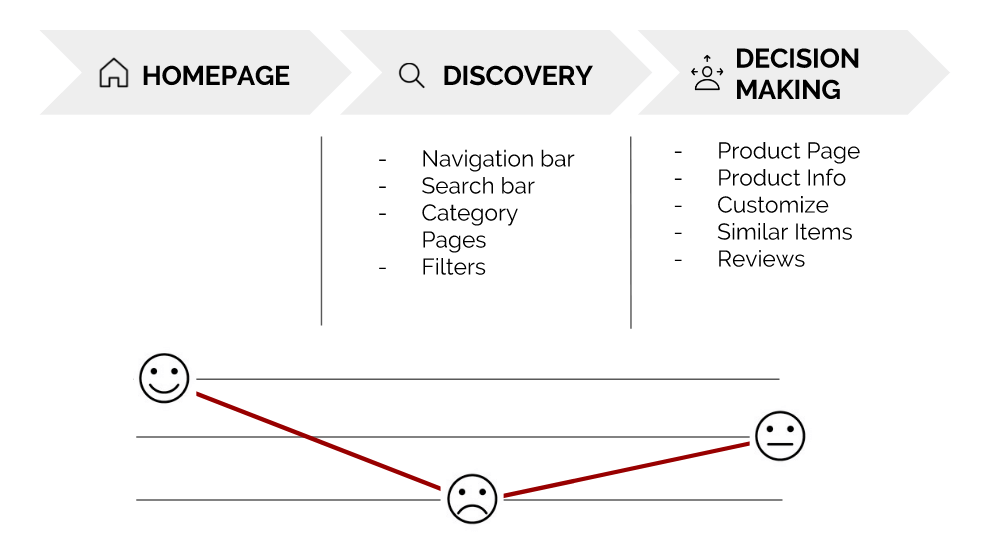 HOMEPAGE
DISCOVERY
DECISION
MAKING
- Navigation bar
- Search bar
- Category
Pages
- Filters
- Product Page
- Product Info
- Customize
- Similar Items
- Reviews